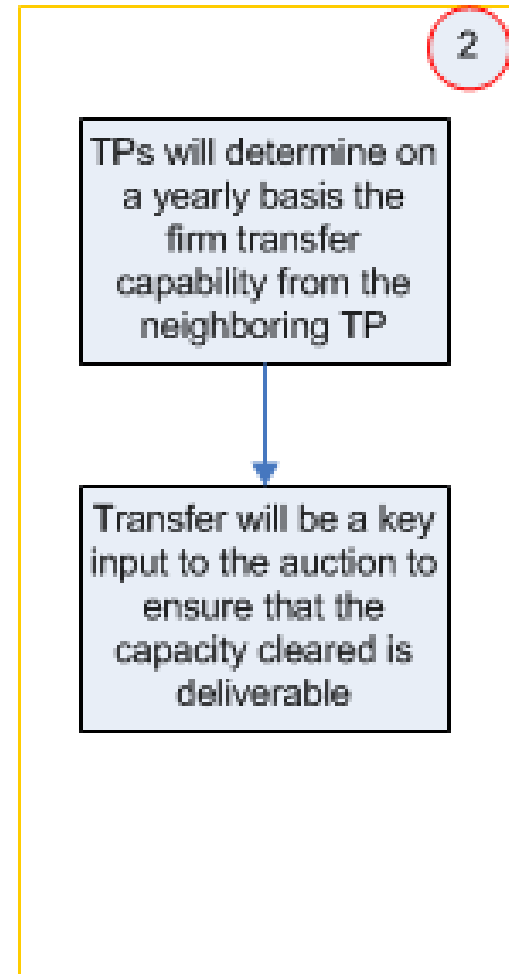 2
TPs will determine on
a yearly basis the
firm transfer
capability from the
neighboring TP
Transfer will be a key
input to the auction to
ensure that the
capacity cleared is
deliverable